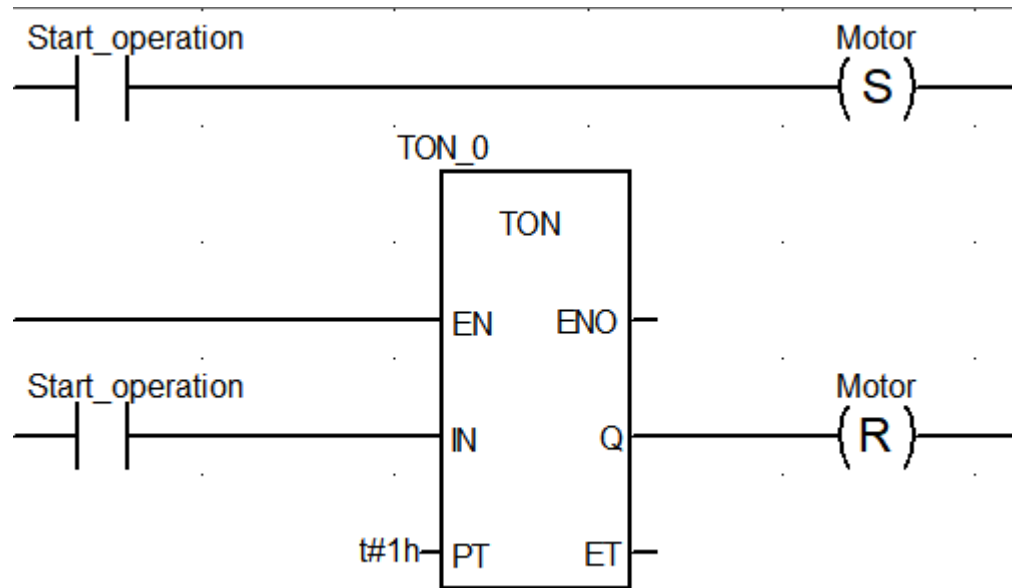 Start_operation Motor
S
TON_0
TON
EN ENO
Start_operation Motor
IN Q R
t#1h PT ET